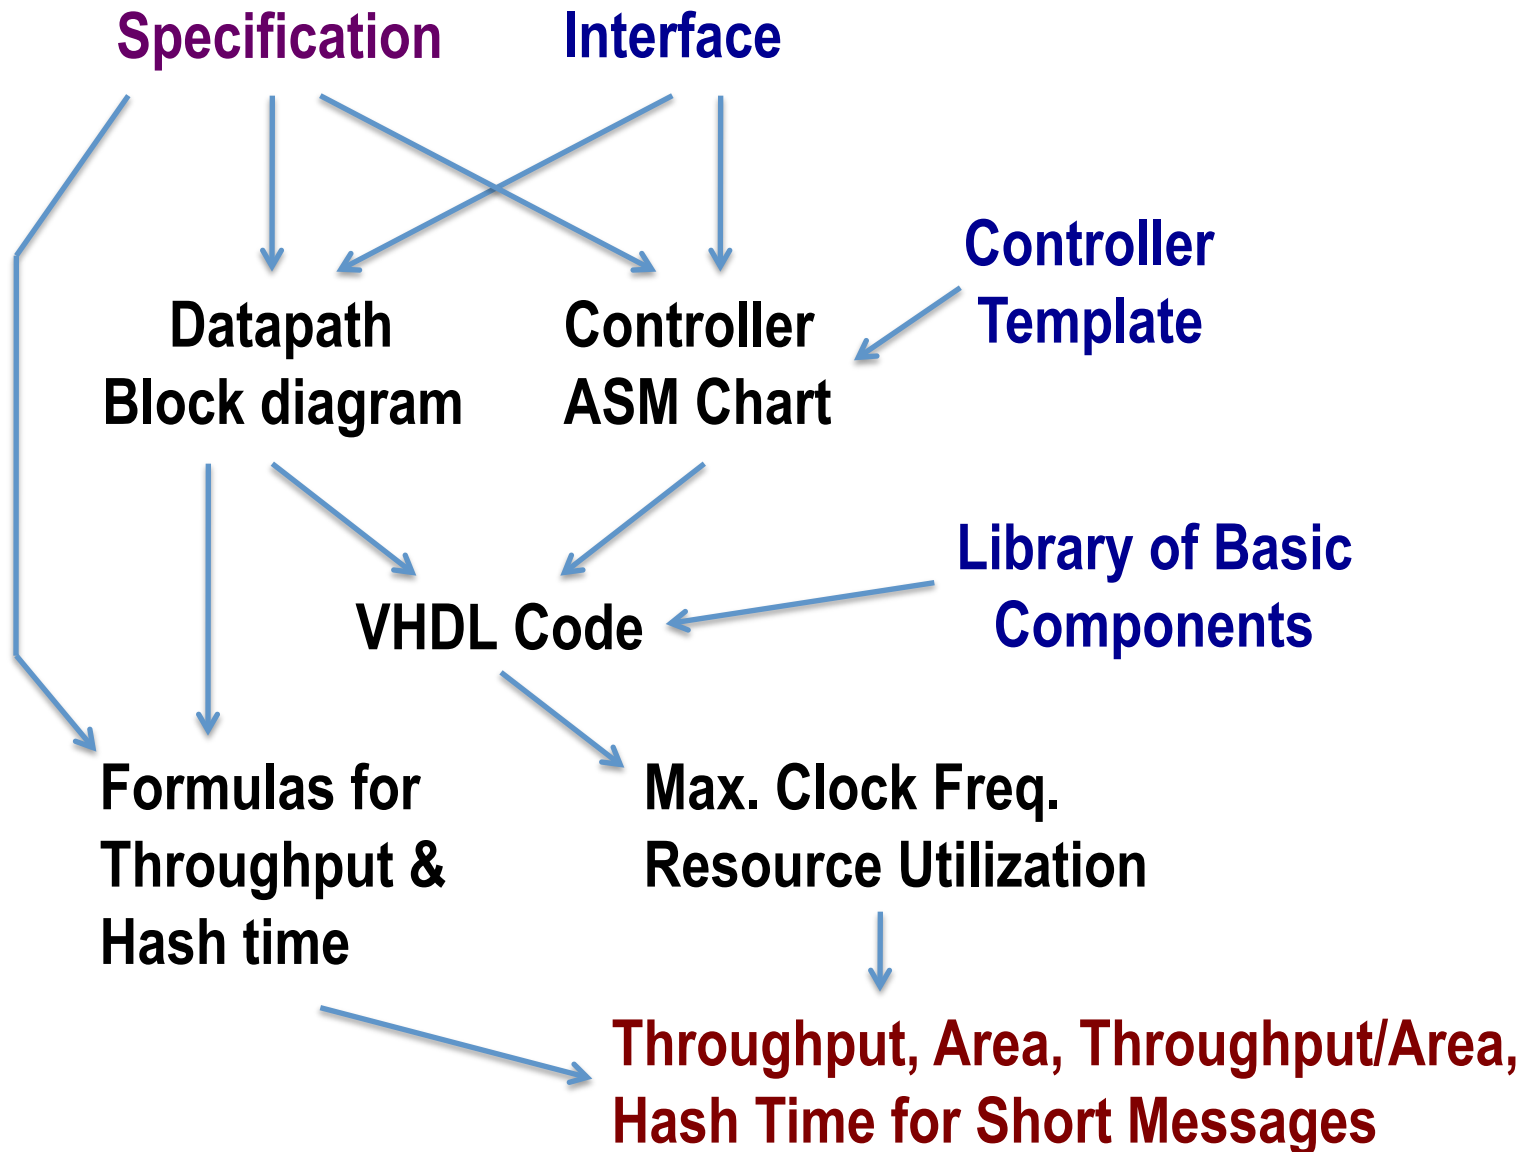 Specification
Interface
Controller
Template
Datapath
Block diagram
Controller
ASM Chart
Library of Basic
Components
VHDL Code
Formulas for
Throughput &
Hash time
Max. Clock Freq.
Resource Utilization
Throughput, Area, Throughput/Area,
Hash Time for Short Messages